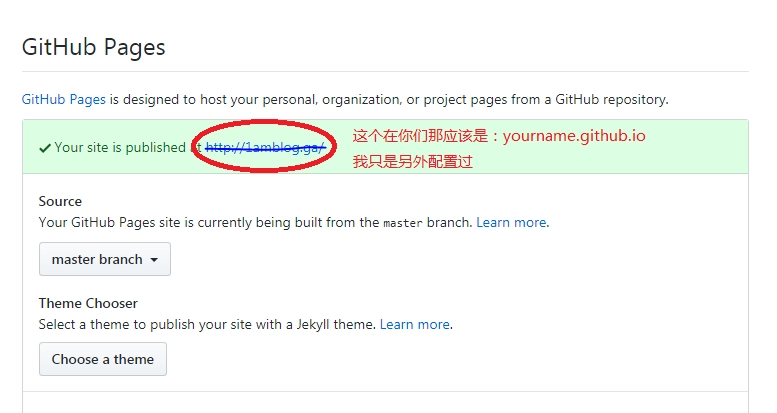 GitHub Pages
GitHub Pages is designed to host your personal, organization, or project pages from a GitHub repository.
Your site is published at http://1amblog.ga/
这个在你们那应该是：yourname.github.io
我只是另外配置过
Source
Your GitHub Pages site is currently being built from the master branch. Learn more.
master branch
Theme Chooser
Select a theme to publish your site with a Jekyll theme. Learn more.
Choose a theme